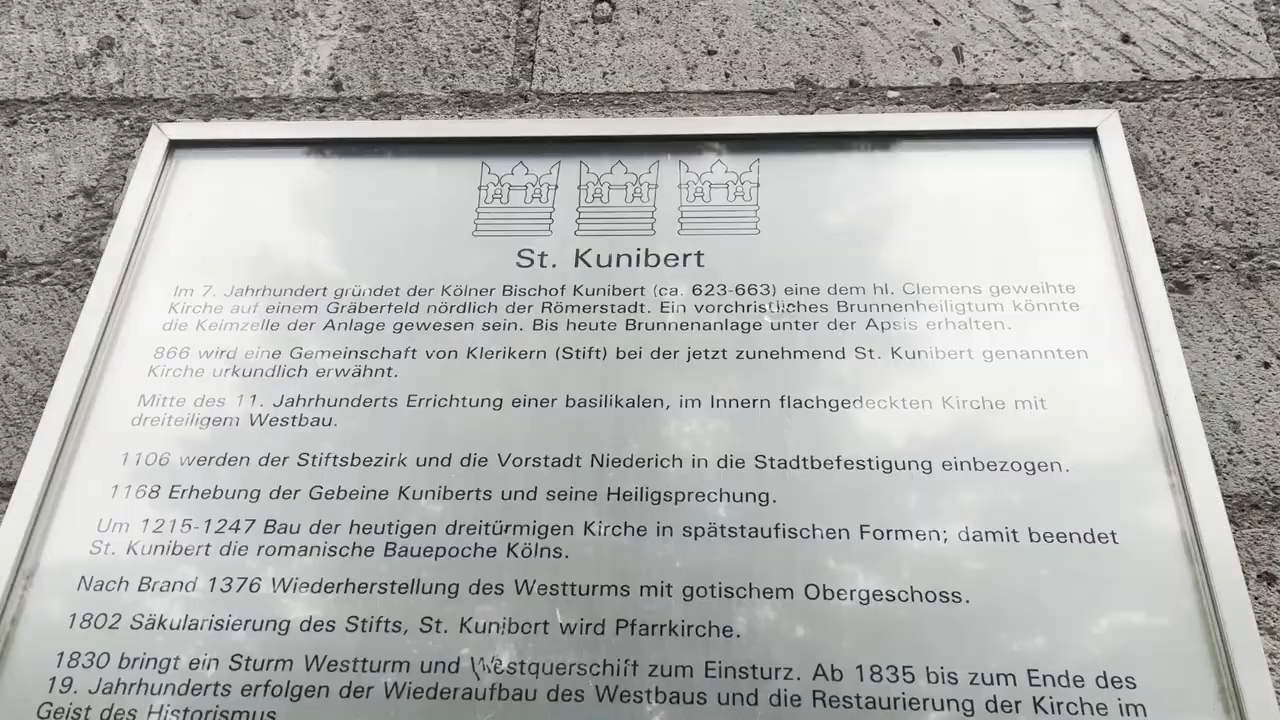 St. Kunibert
Im 7. Jahrhundert gründet der Kölner Bischof Kunibert (ca. 623-663) eine dem hl. Clemens geweihte
Kirche auf einem Gräberfeld nördlich der Römerstadt. Ein vorchristliches Brunnenheiligtum könnte
die Keimzelle der Anlage gewesen sein. Bis heute Brunnenanlage unter der Apsis erhalten.
866 wird eine Gemeinschaft von Klerikern (Stift) bei der jetzt zunehmend St. Kunibert genannten
Kirche urkundlich erwähnt.
Mitte des 11. Jahrhunderts Errichtung einer basilikalen, im Innern flachgedeckten Kirche mit
dreiteiligem Westbau.
1106 werden der Stiftsbezirk und die Vorstadt Niederich in die Stadtbefestigung einbezogen.
1168 Erhebung der Gebeine Kuniberts und seine Heiligsprechung.
Um 1215-1247 Bau der heutigen dreitürmigen Kirche in spätstaufischen Formen; damit beendet
St. Kunibert die romanische Bauepoche Kölns.
Nach Brand 1376 Wiederherstellung des Westturms mit gotischem Obergeschoss.
1802 Säkularisierung des Stifts, St. Kunibert wird Pfarrkirche.
1830 bringt ein Sturm Westturm und Westquerschiff zum Einsturz. Ab 1835 bis zum Ende des
19. Jahrhunderts erfolgen der Wiederaufbau des Westbaus und die Restaurierung der Kirche im
Geist des Historismus